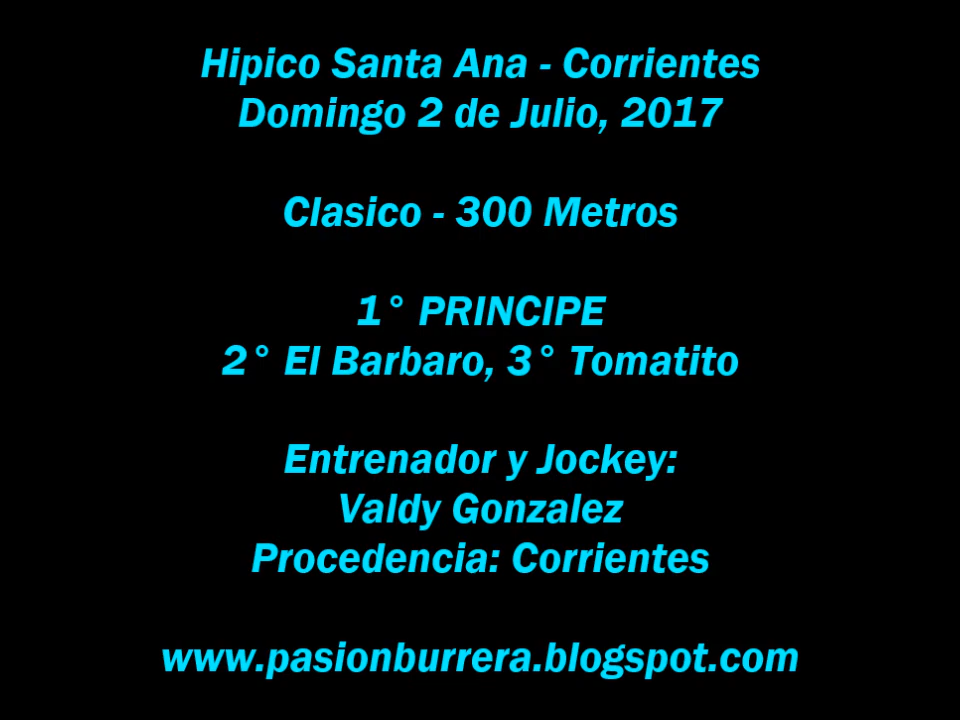 Hipico Santa Ana - Corrientes
Domingo 2 de Julio, 2017
Clasico - 300 Metros
1° PRINCIPE
2° El Barbaro, 3° Tomatito
Entrenador y Jockey:
Valdy Gonzalez
Procedencia: Corrientes
www.pasionburrera.blogspot.com